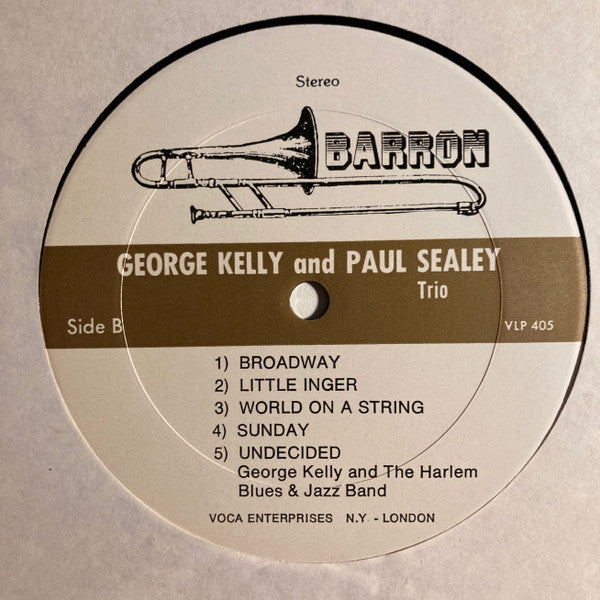 Stereo
BARRON
GEORGE KELLY and PAUL SEALEY
Trio
Side B
VLP 405
1) BROADWAY
2) LITTLE INGER
3) WORLD ON A STRING
4) SUNDAY
5) UNDECIDED
George Kelly and The Harlem
Blues & Jazz Band
VOCA ENTERPRISES N.Y - LONDON